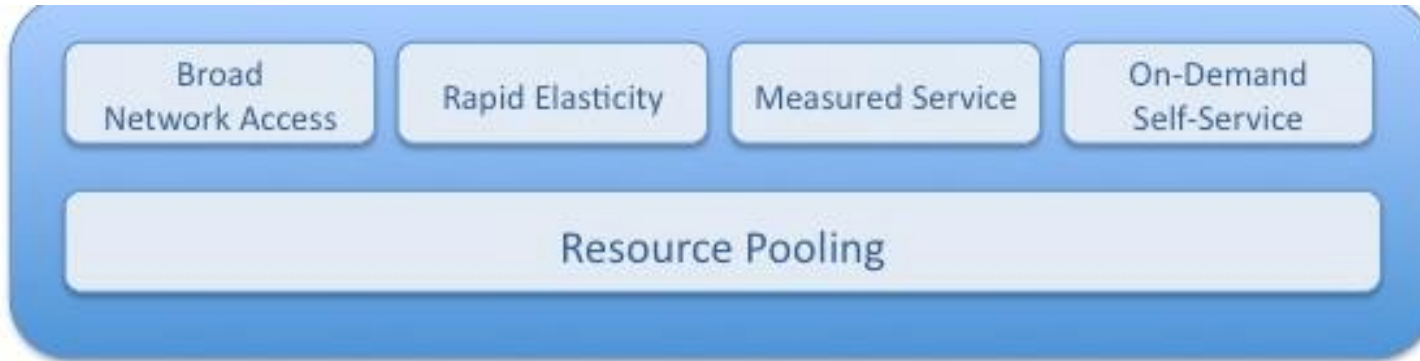 Broad
Network Access
Rapid Elasticity
Measured Service
On-Demand
Self-Service
Resource Pooling